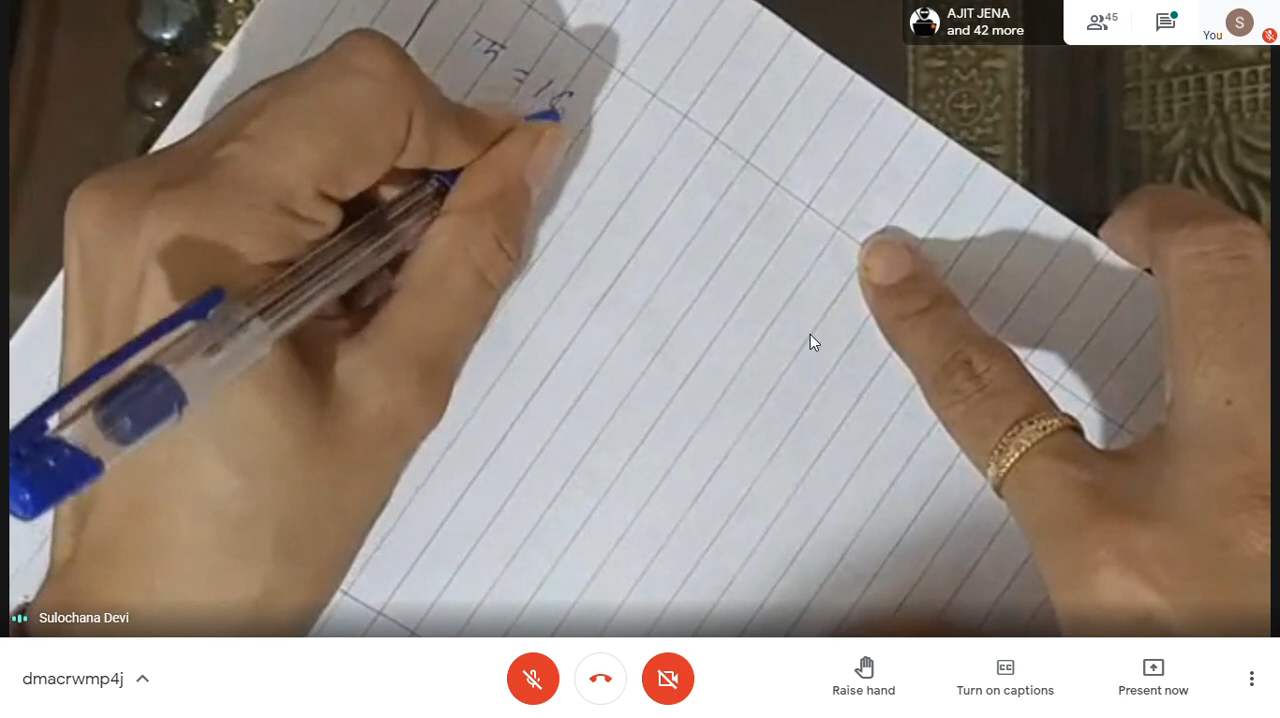 AJIT JENA
and 42 more
45
S
You
Sulochana Devi
dmacrwmp4j
Raise hand
Turn on captions
Present now